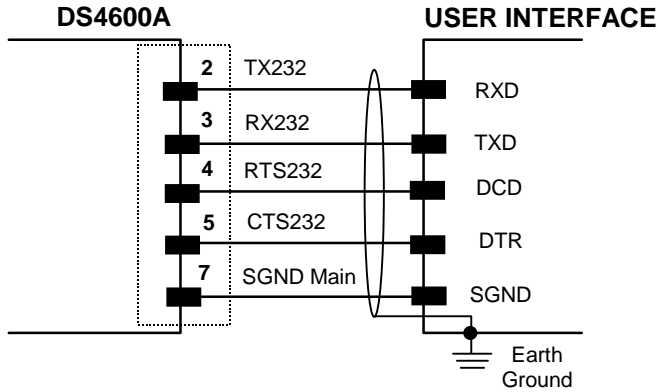 DS4600A
USER INTERFACE
2 TX232 RXD
3 RX232 TXD
4 RTS232 DCD
5 CTS232 DTR
7 SGND Main SGND
Earth
Ground